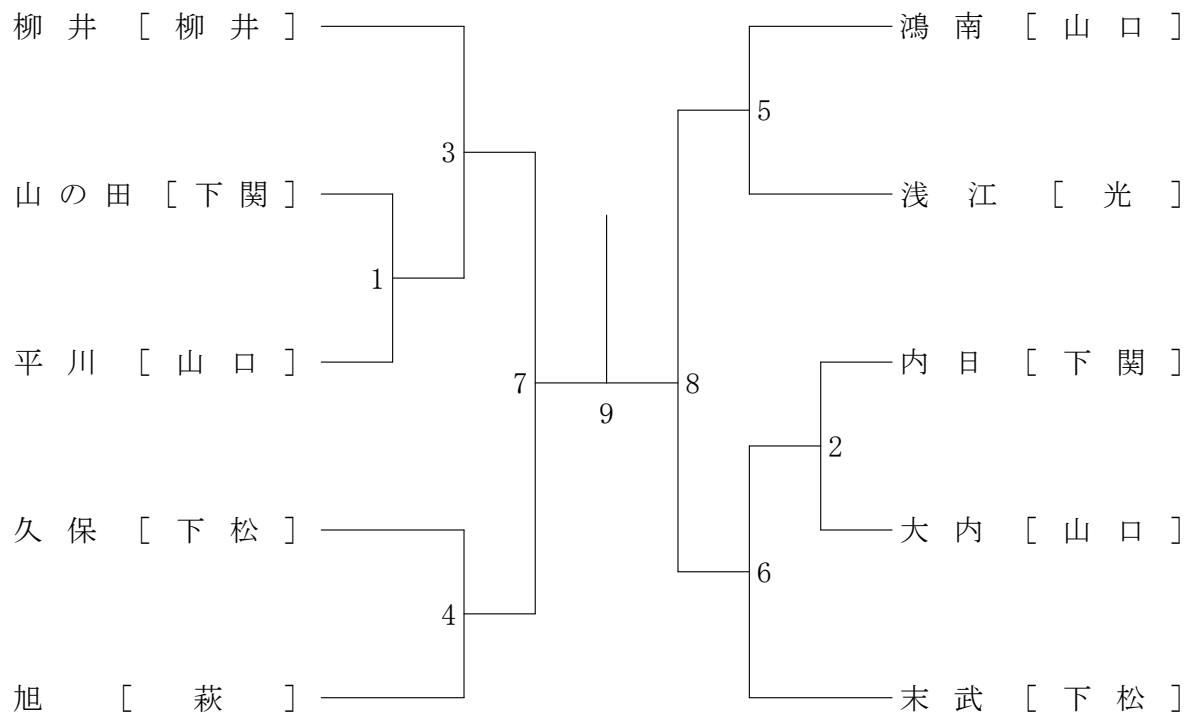 柳井 [柳井]
3
山の田 [下関]
1
平川 [山口]
7
久保 [下松]
4
旭 [萩]
9
鴻南 [山口]
5
浅江 [光]
8
内日 [下関]
2
大内 [山口]
6
末武 [下松]